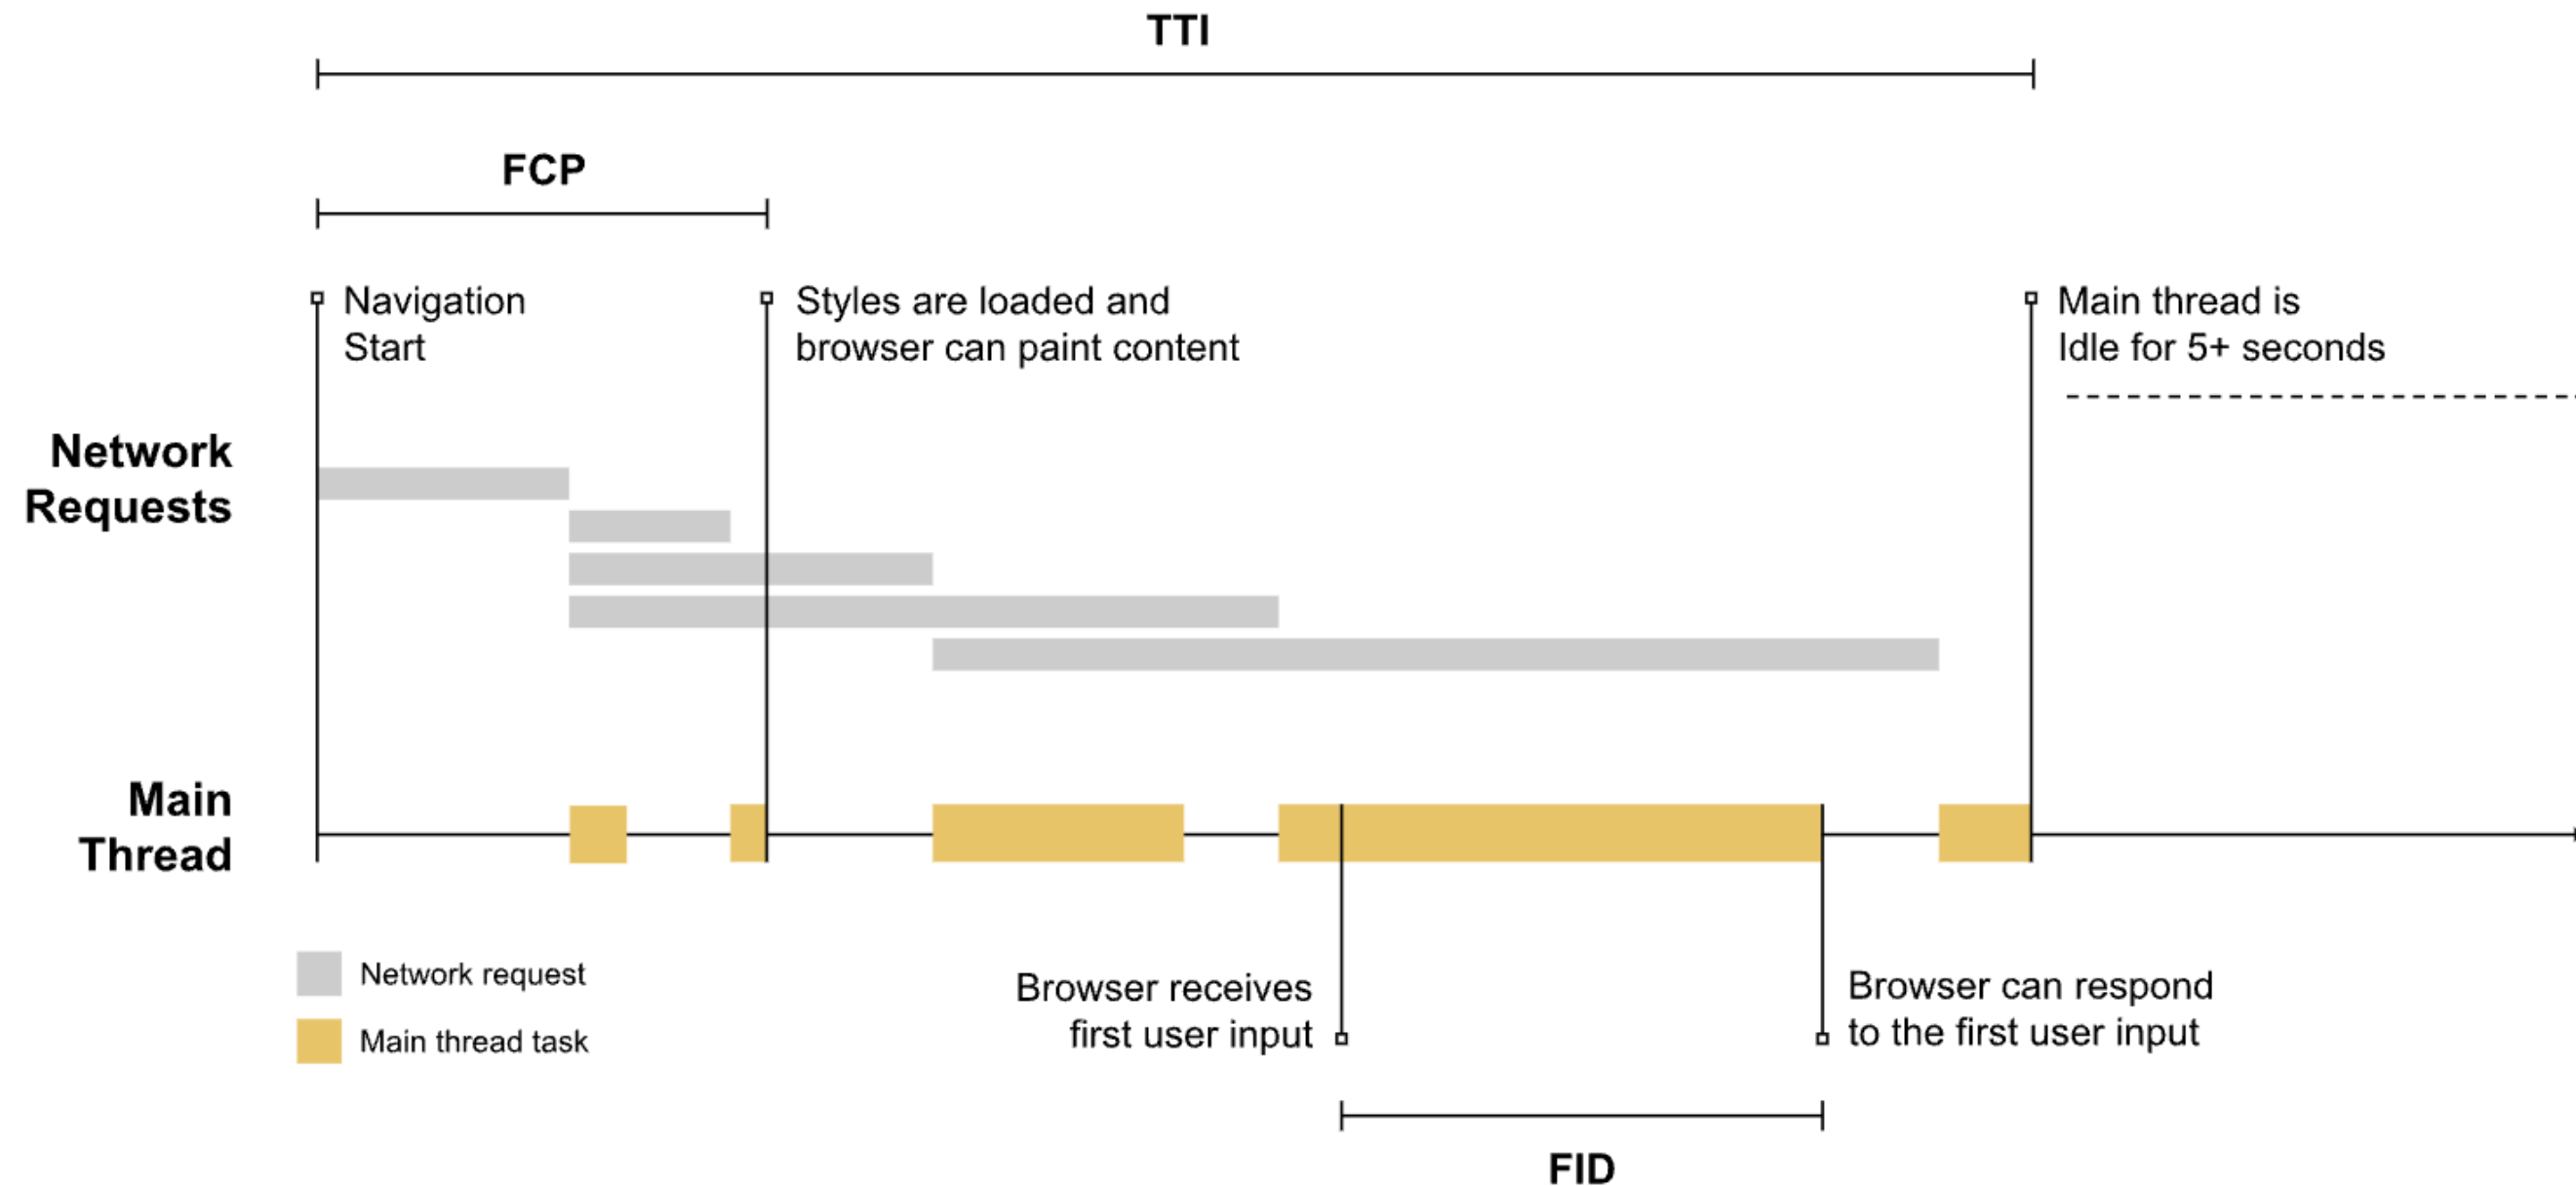 TTI
FCP
Navigation
Start
Styles are loaded and
browser can paint content
Main thread is
Idle for 5+ seconds
Network
Requests
Main
Thread
Network request
Main thread task
Browser receives
first user input
Browser can respond
to the first user input
FID